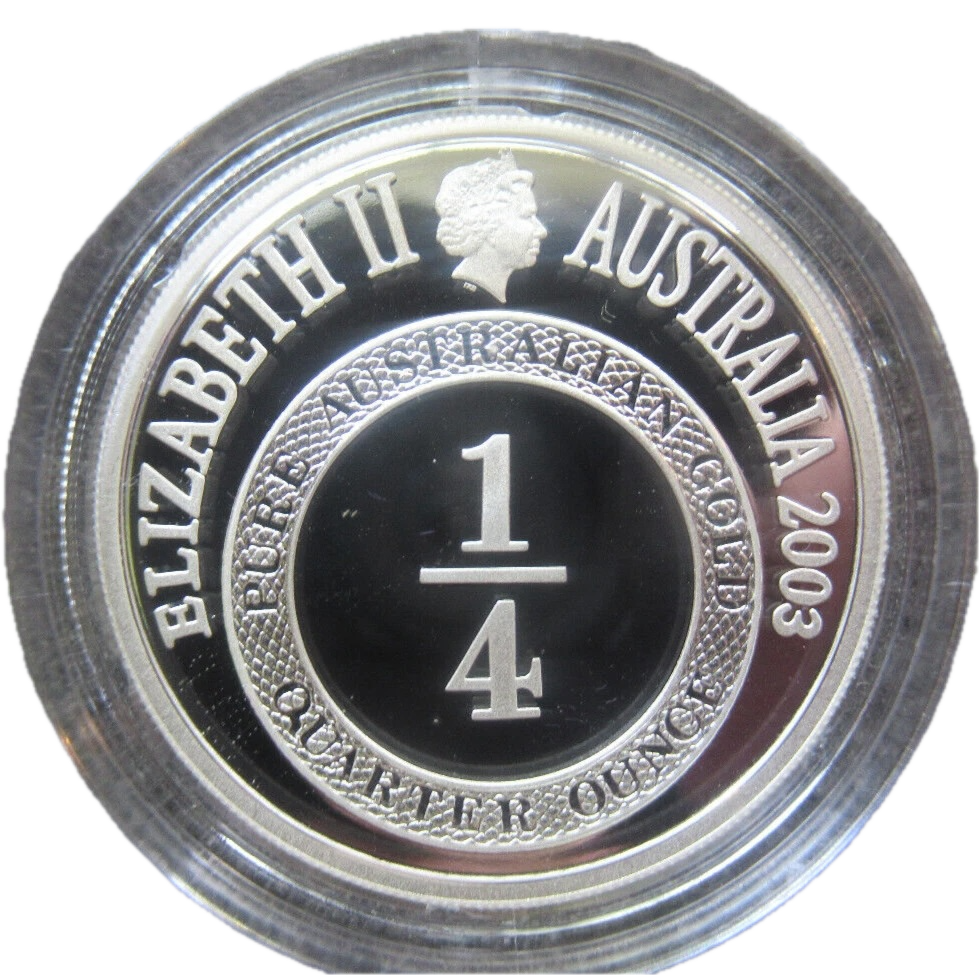 ELIZABETH II AUSTRALIA 2003
PURE AUSTRALIAN GOLD
1
4
QUARTER OUNCE